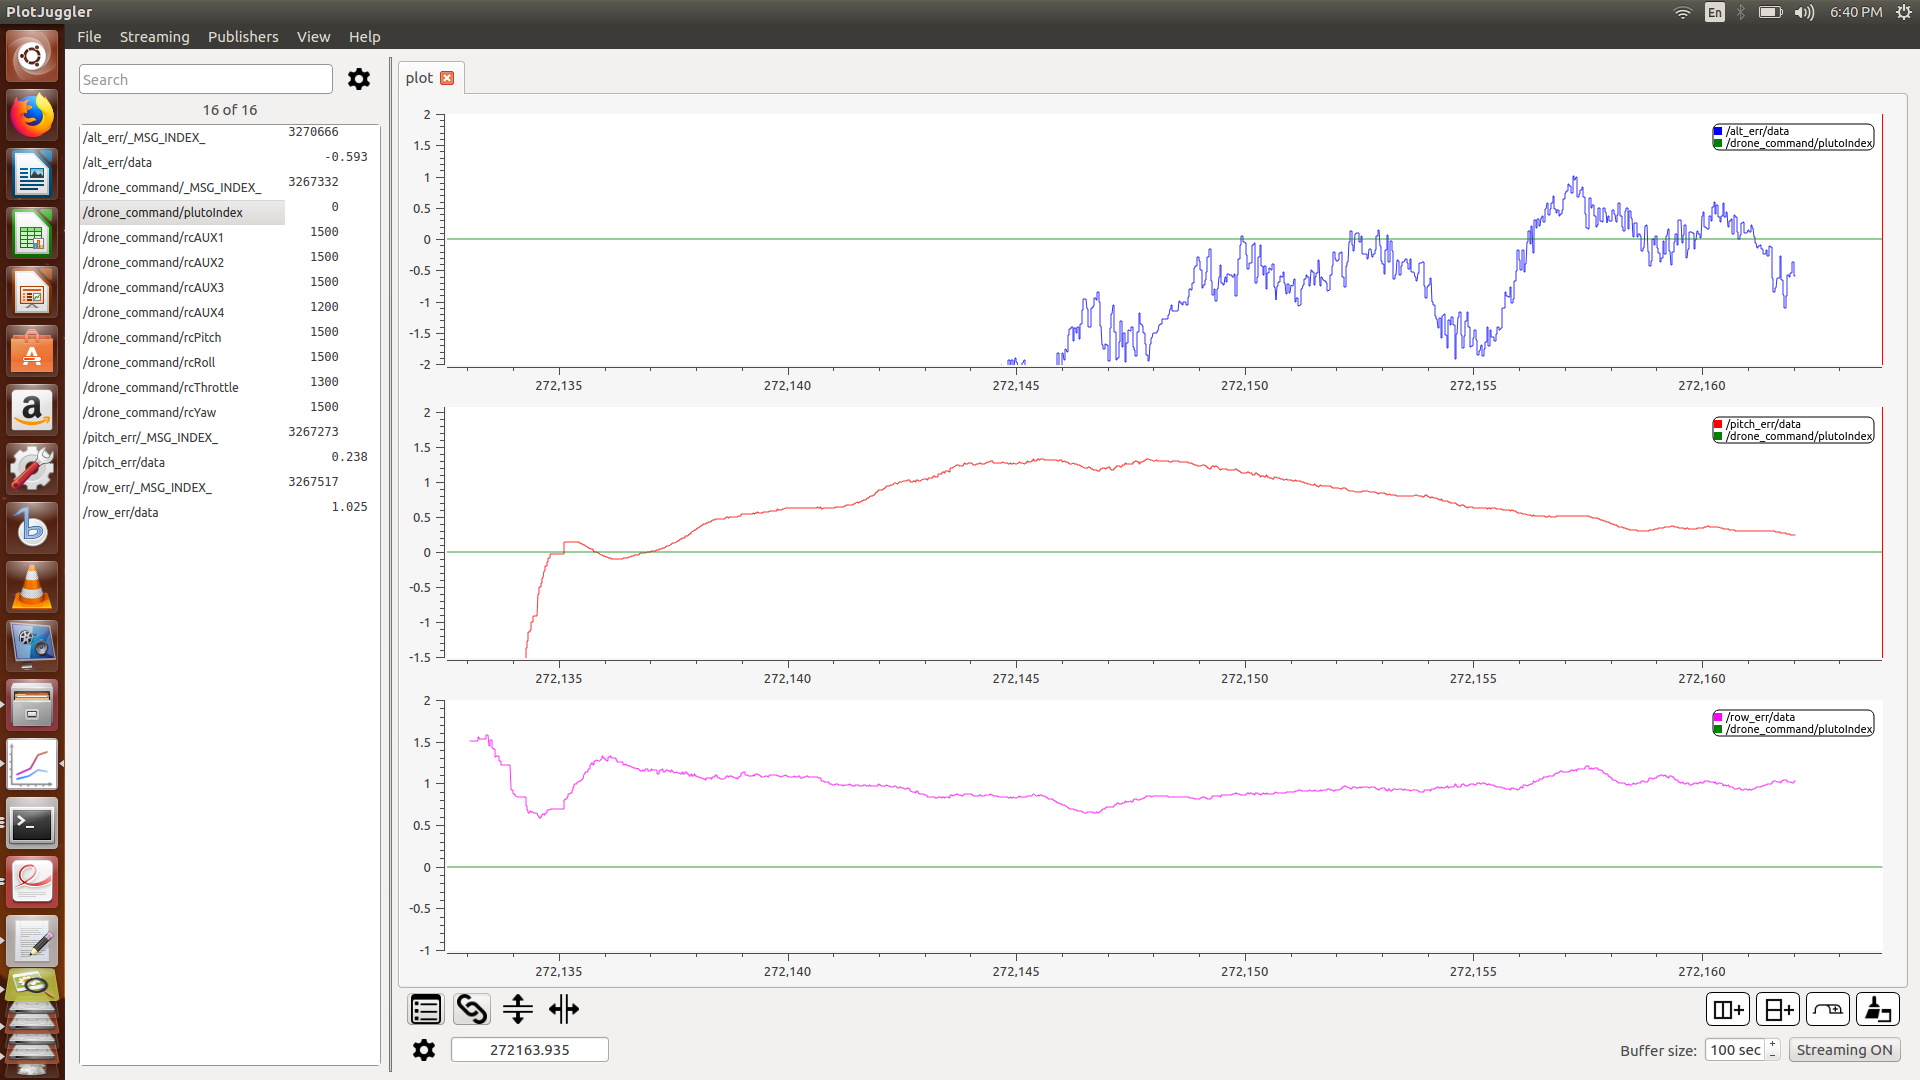 PlotJuggler
En
6:40 PM
File Streaming Publishers View Help
Search
16 of 16
/alt_err/_MSG_INDEX_ 3270666
/alt_err/data -0.593
/drone_command/_MSG_INDEX_ 3267332
/drone_command/plutoIndex 0
/drone_command/rcAUX1 1500
/drone_command/rcAUX2 1500
/drone_command/rcAUX3 1500
/drone_command/rcAUX4 1200
/drone_command/rcPitch 1500
/drone_command/rcRoll 1500
/drone_command/rcThrottle 1300
/drone_command/rcYaw 1500
/pitch_err/_MSG_INDEX_ 3267273
/pitch_err/data 0.238
/row_err/_MSG_INDEX_ 3267517
/row_err/data 1.025
plot
2
1.5
1
0.5
0
-0.5
-1
-1.5
-2
/alt_err/data
/drone_command/plutoIndex
272,135 272,140 272,145 272,150 272,155 272,160
2
1.5
1
0.5
0
-0.5
-1
-1.5
/pitch_err/data
/drone_command/plutoIndex
272,135 272,140 272,145 272,150 272,155 272,160
2
1.5
1
0.5
0
-0.5
-1
/row_err/data
/drone_command/plutoIndex
272,135 272,140 272,145 272,150 272,155 272,160
272163.935
Buffer size: 100 sec Streaming ON